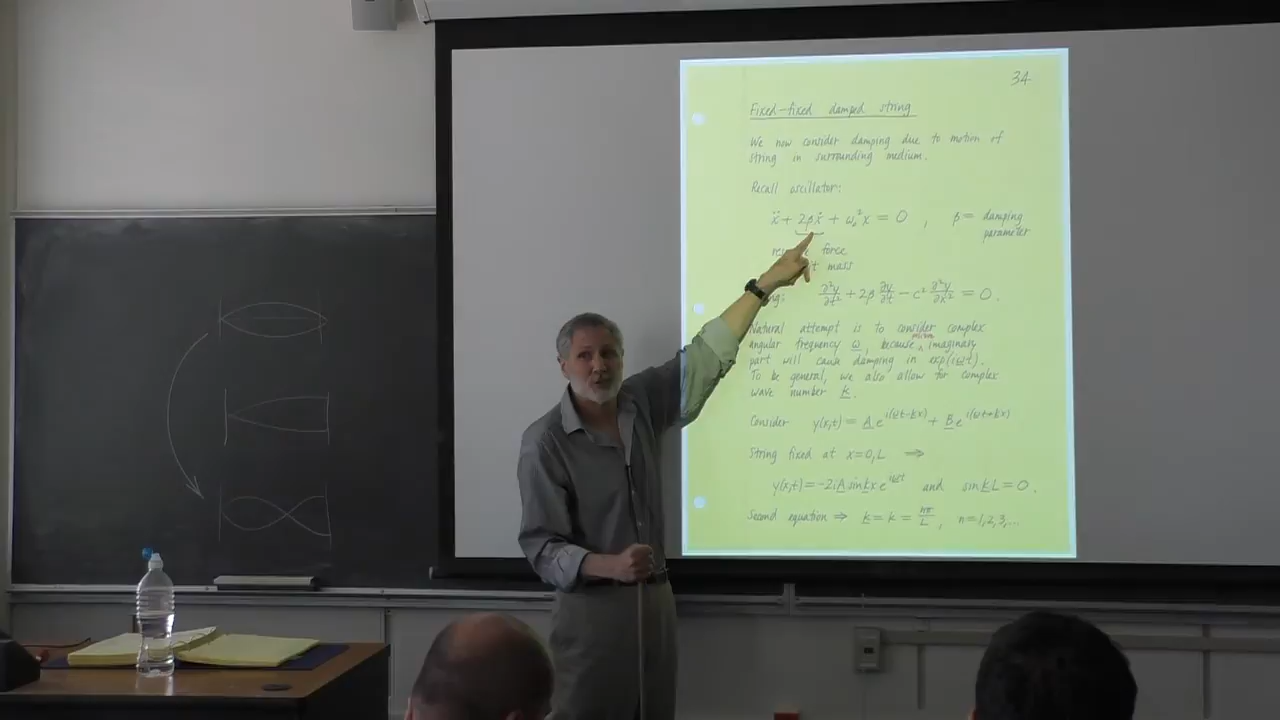 34
Fixed-fixed damped string
We now consider damping due to motion of
string in surrounding medium.
Recall oscillator:
ẍ + 2βẋ + ω₀²x = 0 , β = damping
parameter
force
mass
∂²y/∂t² + 2β ∂y/∂t − c² ∂²y/∂x² = 0.
Natural attempt is to consider complex
angular frequency ω, because positive imaginary
part will cause damping in exp(iωt).
To be general, we also allow for complex
wave number k.
Consider y(x,t) = A e^i(ωt-kx) + B e^i(ωt+kx)
String fixed at x=0,L ⇒
y(x,t) = -2iA sin kx e^iωt and sin kL = 0.
Second equation ⇒ k = k = nπ/L, n=1,2,3,...